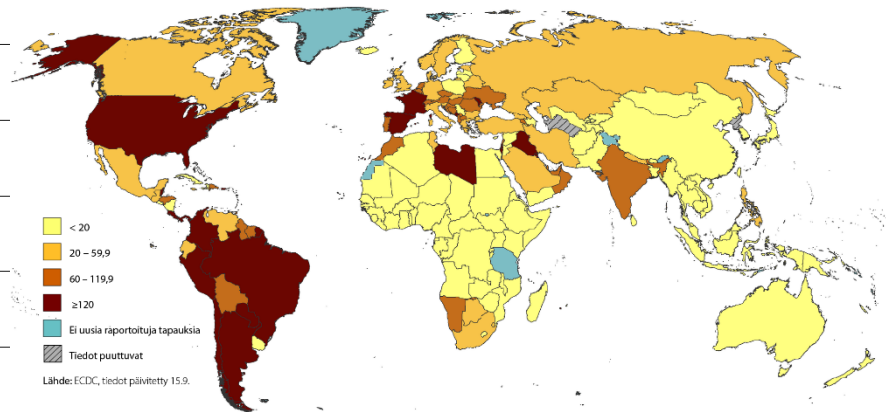 < 20
20 – 59,9
60 – 119,9
≥120
Ei uusia raportoituja tapauksia
Tiedot puuttuvat
Lähde: ECDC, tiedot päivitetty 15.9.